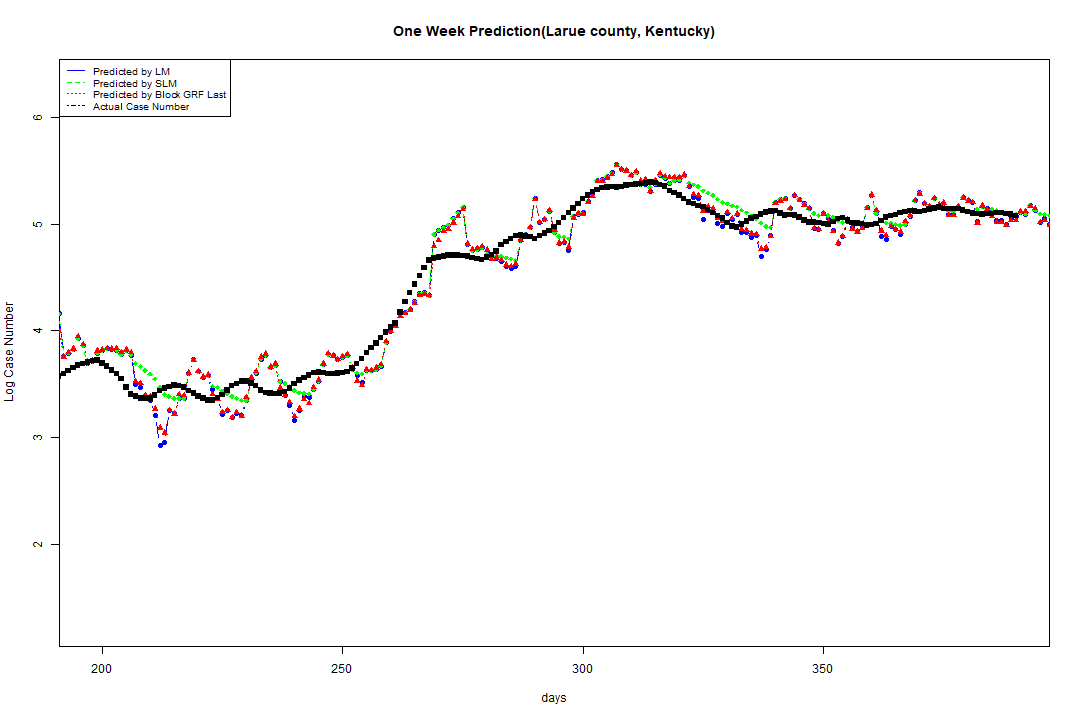 One Week Prediction(Larue county, Kentucky)
Predicted by LM
Predicted by SLM
Predicted by Block GRF Last
Actual Case Number
6
5
4
3
2
Log Case Number
200 250 300 350
days